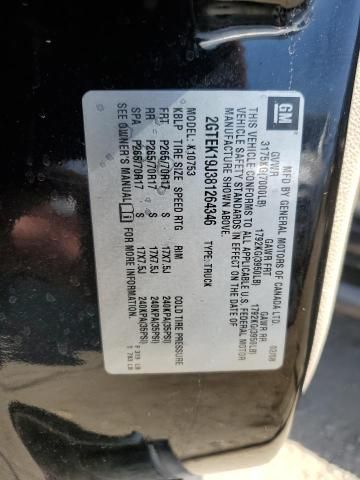 GM
MFD BY GENERAL MOTORS OF CANADA LTD. 02/08
GVWR GAWR FRT GAWR RR
3175KG(7000LB) 1792KG(3950LB) 1792KG(3950LB)
THIS VEHICLE CONFORMS TO ALL APPLICABLE U.S. FEDERAL MOTOR
VEHICLE SAFETY STANDARDS IN EFFECT ON THE DATE OF
MANUFACTURE SHOWN ABOVE.
2GTEK19J381264346 TYPE:TRUCK
MODEL: K10753
TIRE SIZE SPEED RTG RIM COLD TIRE PRESSURE
FRT P265/70R17 S 17X7.5J 240KPA(35PSI)
RR P265/70R17 S 17X7.5J 240KPA(35PSI)
SPA P265/70R17 S 17X7.5J 240KPA(35PSI)
SEE OWNER'S MANUAL FOR MORE INFORMATION.